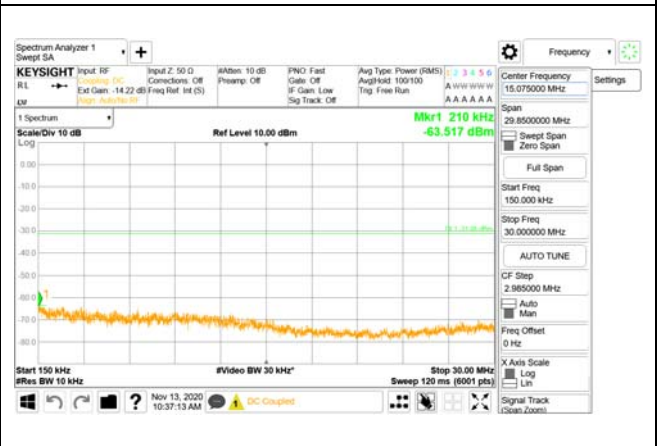 Spectrum Analyzer 1
Swept SA
+
Frequency
KEYSIGHT
RL
Input: RF
Coupling: DC
Ext Gain: -14.22 dB
Align: Auto/No RF
Input Z: 50 Ω
Corrections: Off
Freq Ref: Int (S)
#Atten: 10 dB
Preamp: Off
PNO: Fast
Gate: Off
IF Gain: Low
Sig Track: Off
Avg Type: Power (RMS)
Avg|Hold: 100/100
Trig: Free Run
1 2 3 4 5 6
A W W W W W
A A A A A A
1 Spectrum
Scale/Div 10 dB
Ref Level 10.00 dBm
Mkr1 210 kHz
-63.517 dBm
Log
0.00
-10.0
-20.0
-30.0
-40.0
-50.0
-60.0
-70.0
-80.0
1
Start 150 kHz
#Res BW 10 kHz
#Video BW 30 kHz*
Stop 30.00 MHz
Sweep 120 ms (6001 pts)
?
Nov 13, 2020
10:37:13 AM
1
DC Coupled
Center Frequency
15.075000 MHz
Settings
Span
29.8500000 MHz
Swept Span
Zero Span
Full Span
Start Freq
150.000 kHz
Stop Freq
30.000000 MHz
AUTO TUNE
CF Step
2.985000 MHz
Auto
Man
Freq Offset
0 Hz
X Axis Scale
Log
Lin
Signal Track
(Span Zoom)